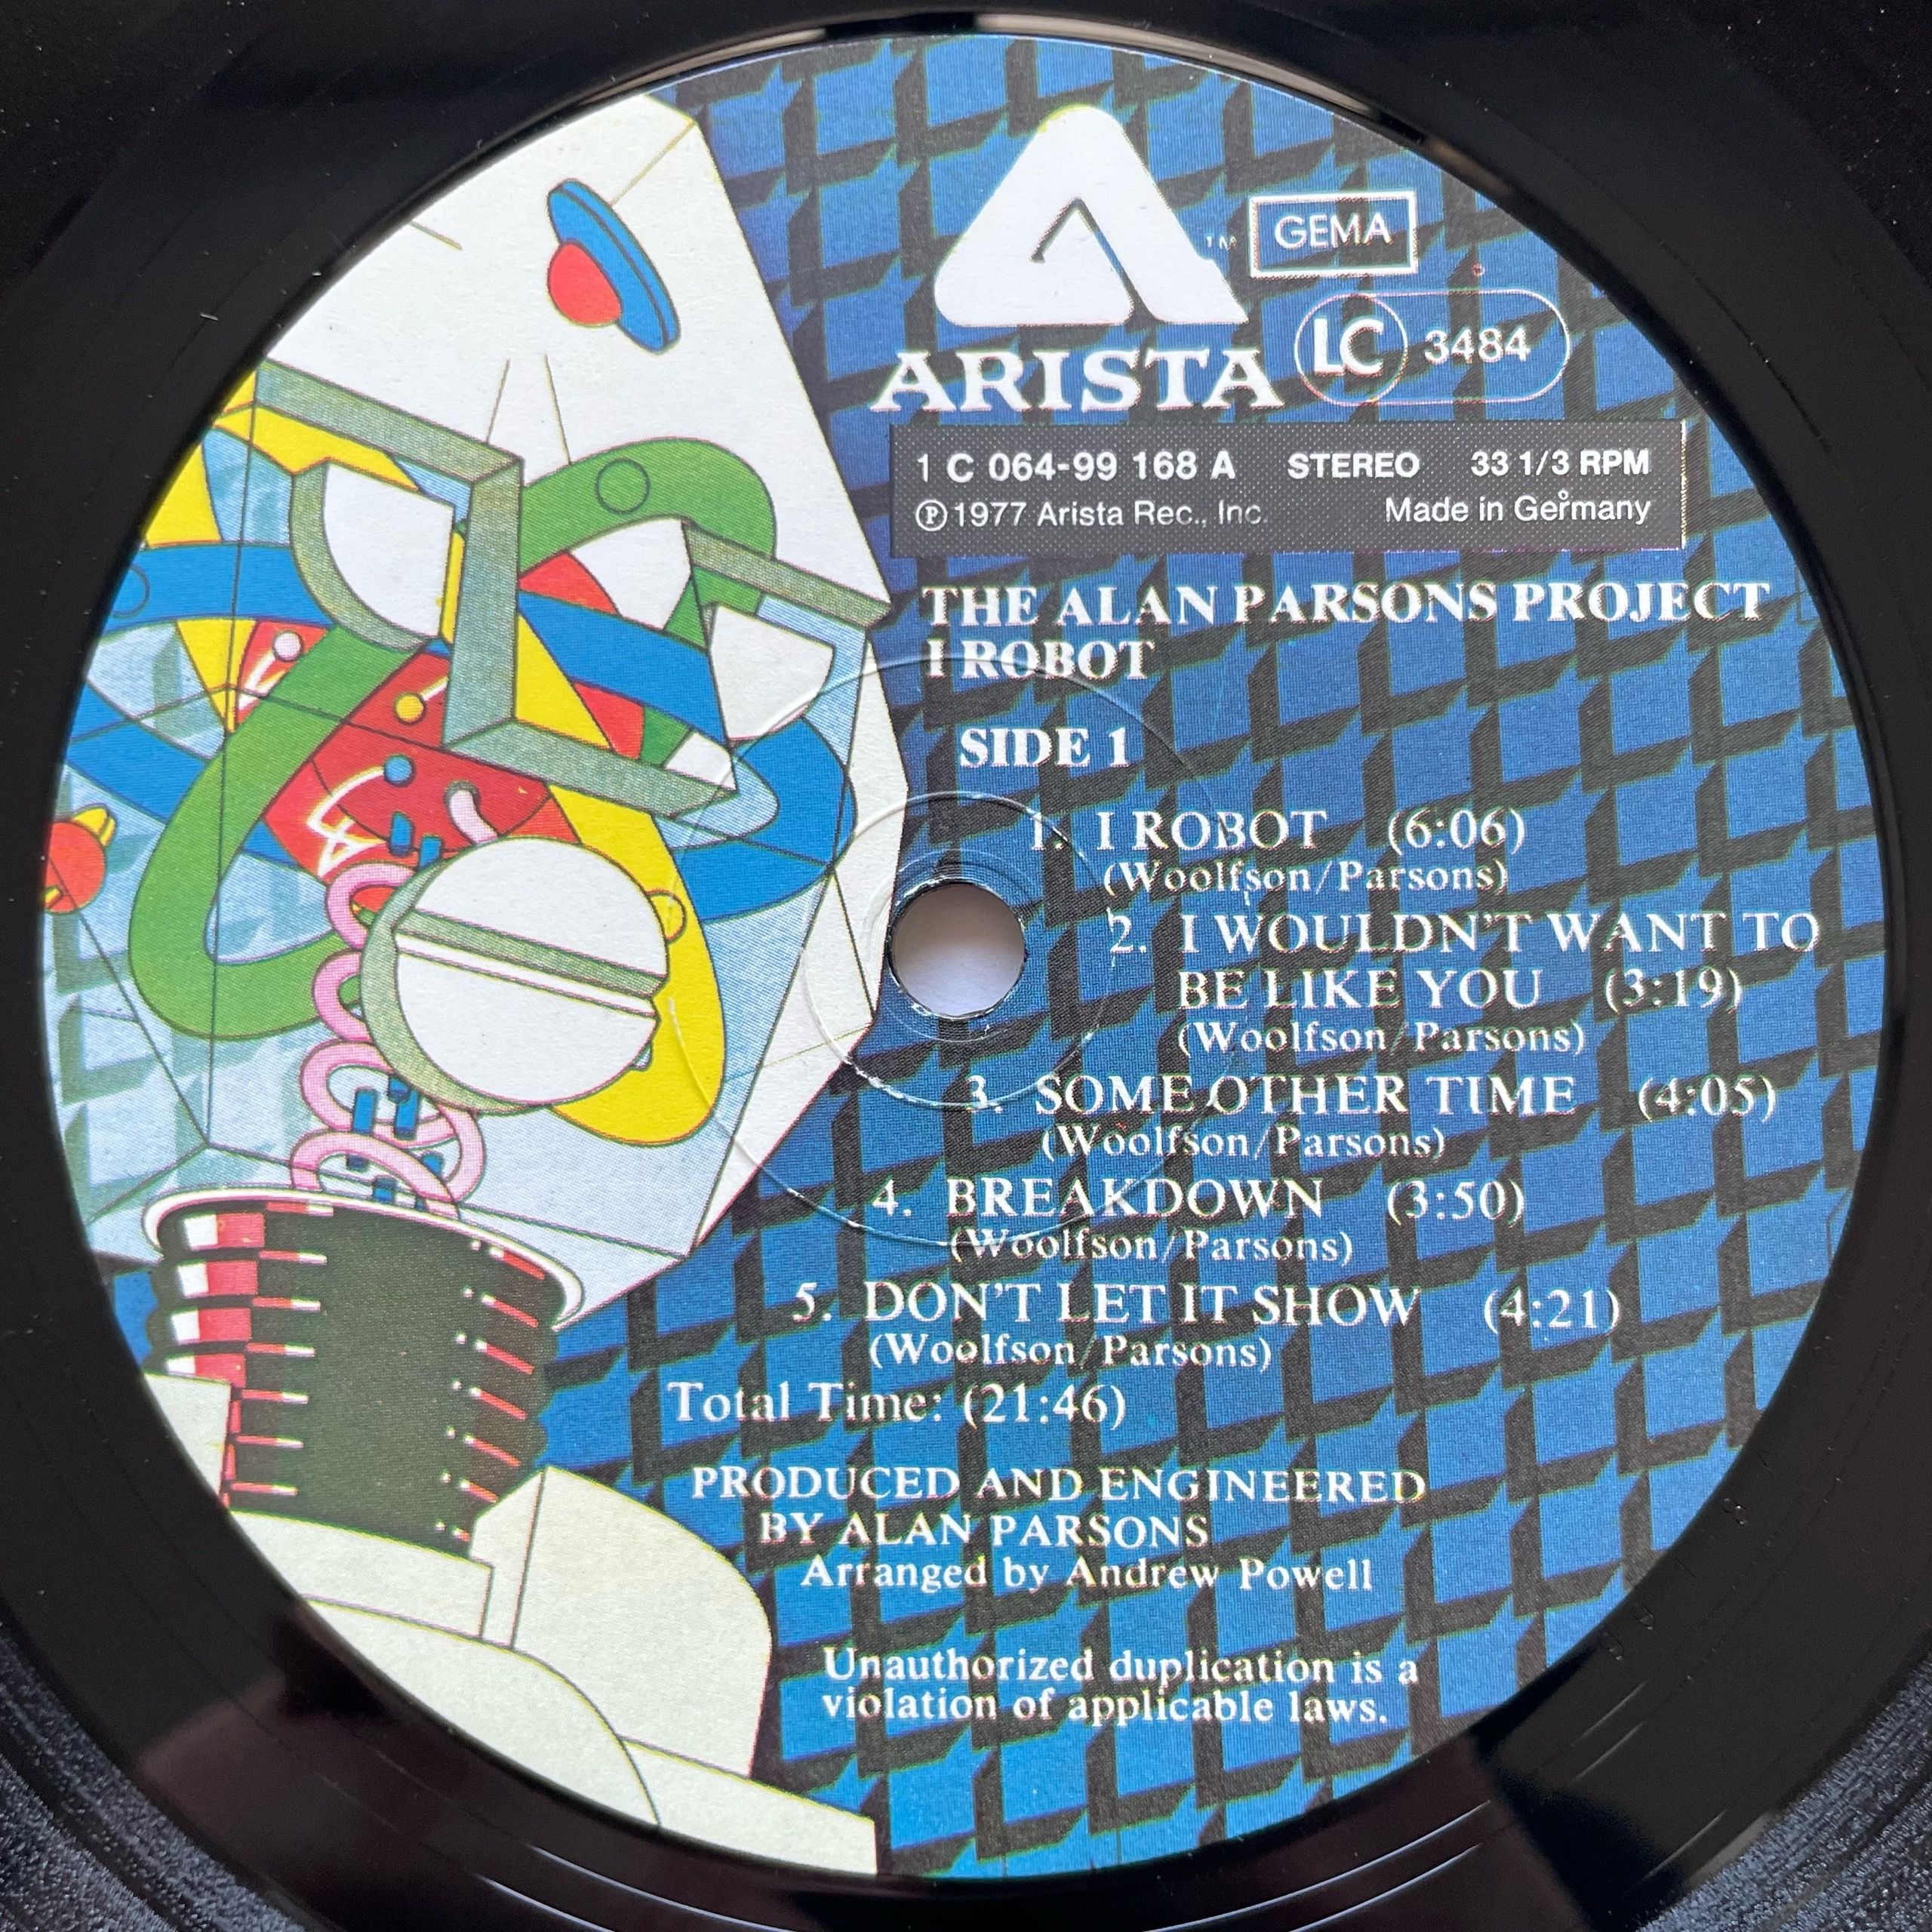 TM GEMA
ARISTA LC 3484
1 C 064-99 168 A STEREO 33 1/3 RPM
℗ 1977 Arista Rec., Inc. Made in Germany
THE ALAN PARSONS PROJECT
I ROBOT
SIDE 1
1. I ROBOT (6:06)
(Woolfson/Parsons)
2. I WOULDN'T WANT TO
BE LIKE YOU (3:19)
(Woolfson/Parsons)
3. SOME OTHER TIME (4:05)
(Woolfson/Parsons)
4. BREAKDOWN (3:50)
(Woolfson/Parsons)
5. DON'T LET IT SHOW (4:21)
(Woolfson/Parsons)
Total Time: (21:46)
PRODUCED AND ENGINEERED
BY ALAN PARSONS
Arranged by Andrew Powell
Unauthorized duplication is a
violation of applicable laws.